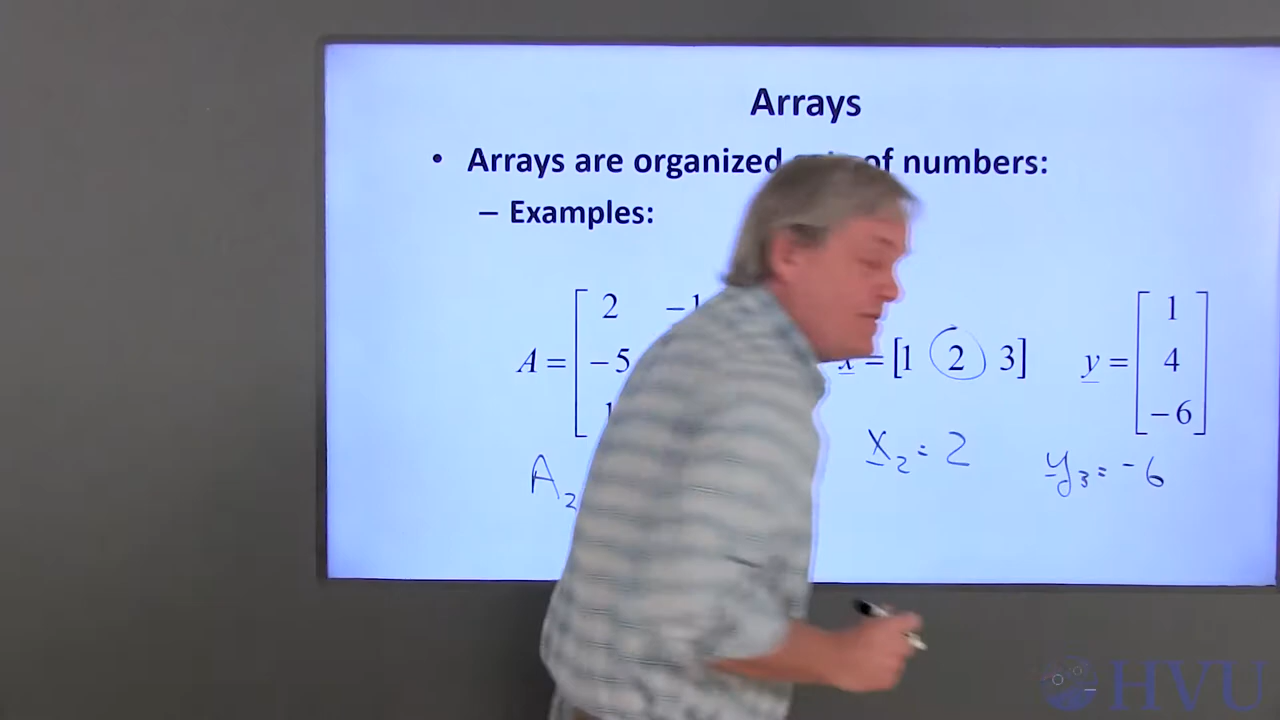 Arrays
• Arrays are organized of numbers:
– Examples:
A = [ 2 −1
−5
= [1 2 3]
y = [ 1
4
−6 ]
A₂
x₂ = 2
y₃ = -6
HVU